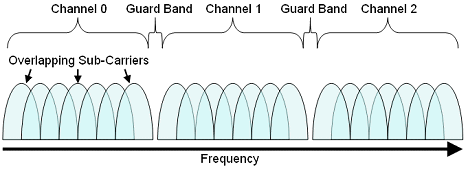 Channel 0 Guard Band Channel 1 Guard Band Channel 2
Overlapping Sub-Carriers
Frequency